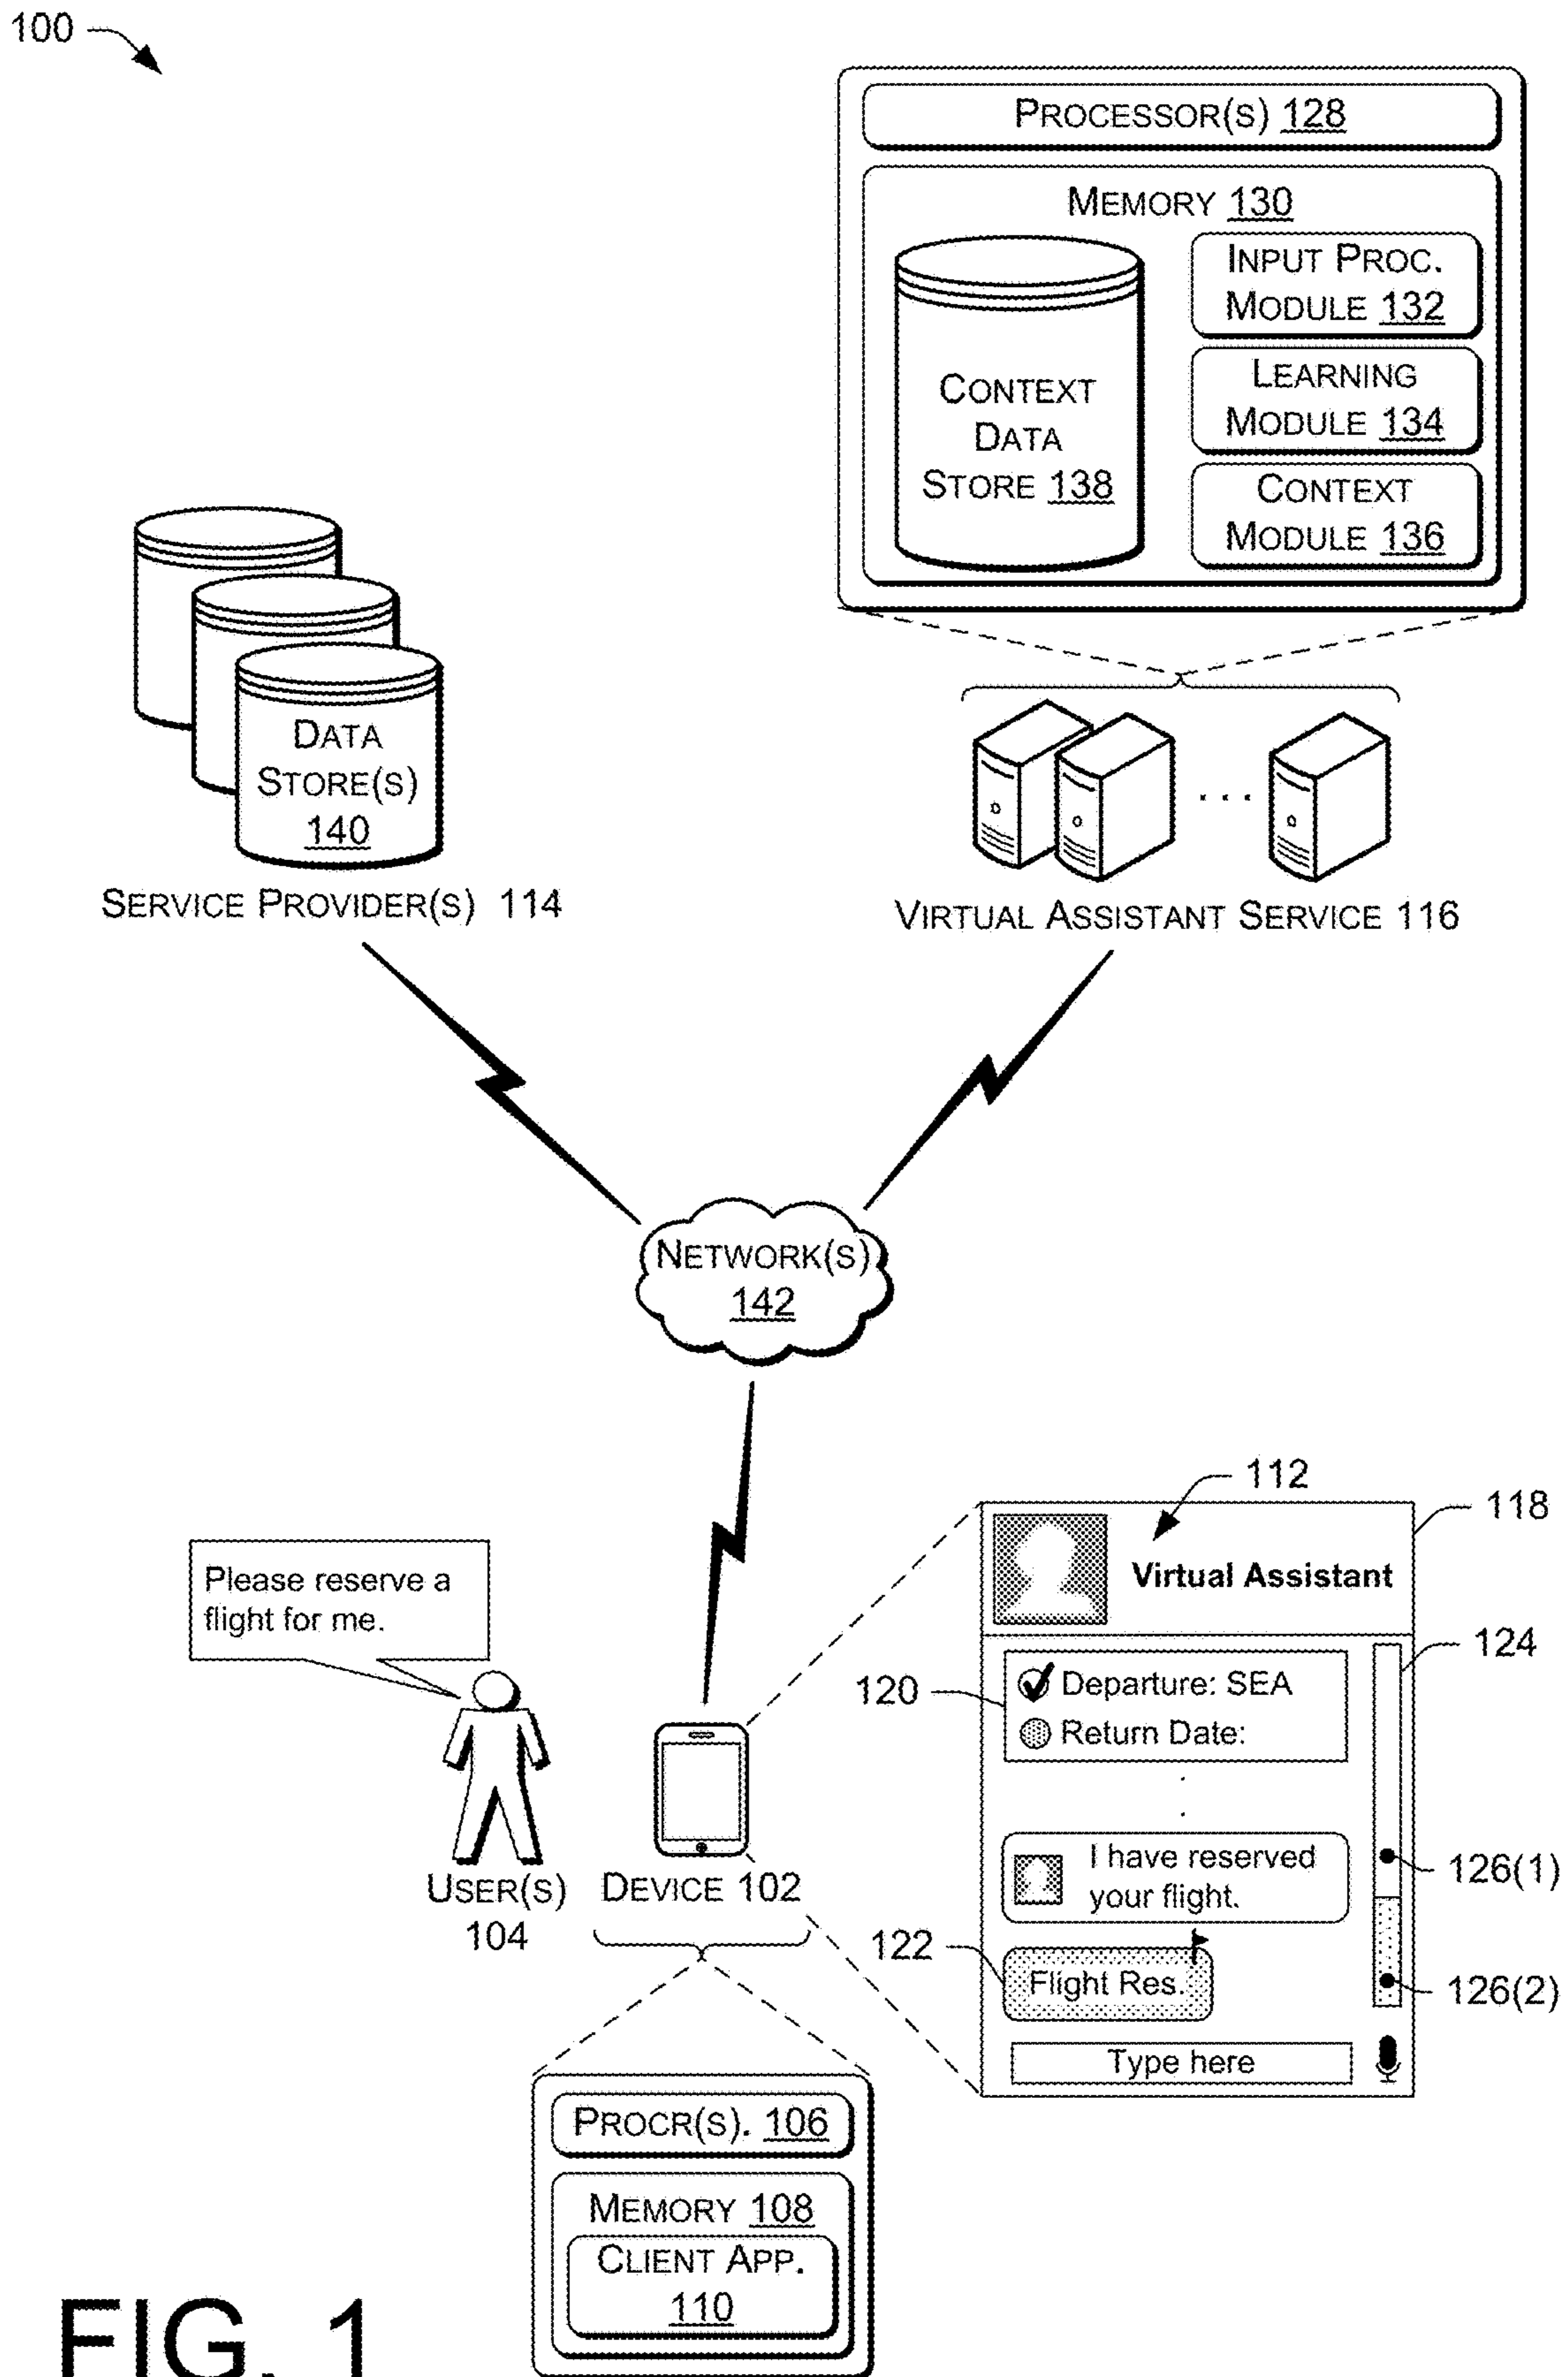 100
PROCESSOR(S) 128
MEMORY 130
INPUT PROC.
MODULE 132
LEARNING
MODULE 134
CONTEXT
MODULE 136
CONTEXT
DATA
STORE 138
DATA
STORE(S)
140
SERVICE PROVIDER(S) 114
VIRTUAL ASSISTANT SERVICE 116
NETWORK(S)
142
112
118
Virtual Assistant
124
Please reserve a
flight for me.
120
Departure: SEA
Return Date:
I have reserved
your flight.
126(1)
USER(S)
104
DEVICE 102
122
Flight Res.
126(2)
Type here
PROCR(S). 106
MEMORY 108
CLIENT APP.
110
FIG. 1